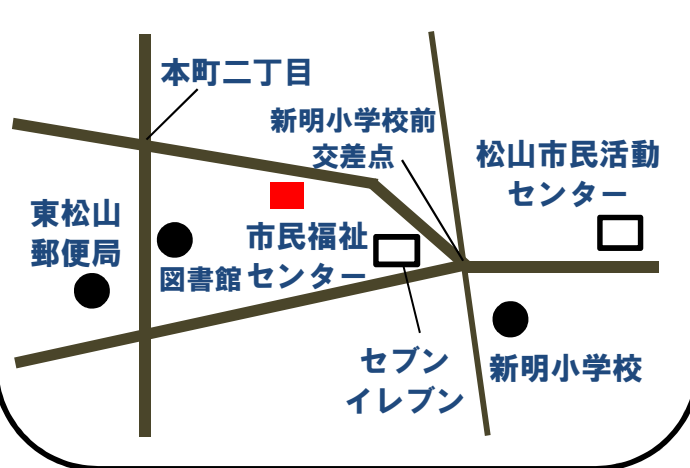 本町二丁目
新明小学校前
交差点
松山市民活動
センター
東松山
郵便局
市民福祉
センター
図書館
セブン
イレブン
新明小学校